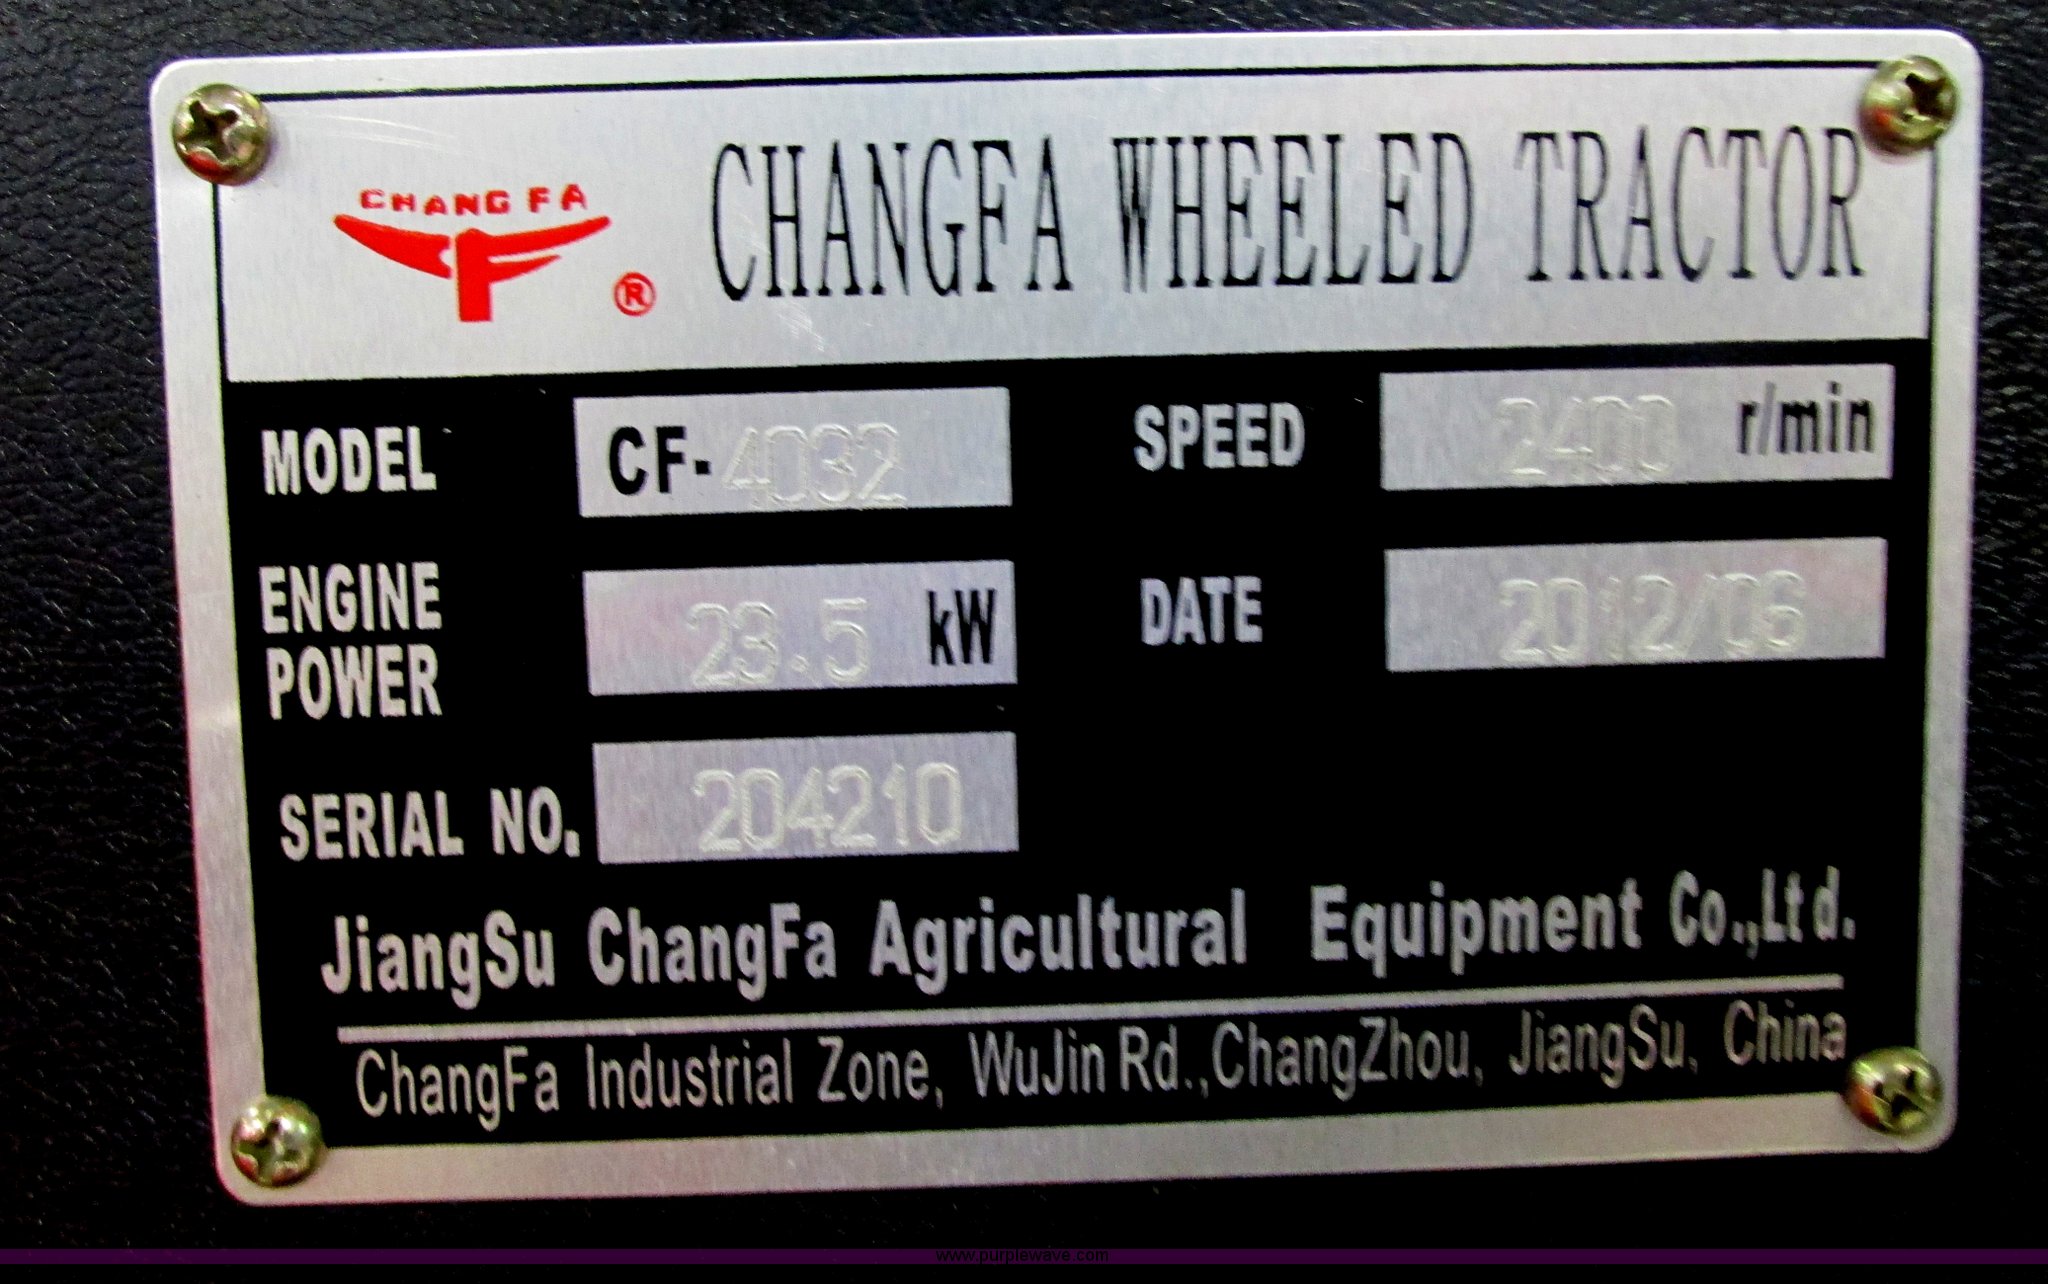 CHANG FA
®
CHANGFA WHEELED TRACTOR
MODEL CF-4032 SPEED 2400 r/min
ENGINE POWER 23.5 kW DATE 2012/06
SERIAL NO. 204210
JiangSu ChangFa Agricultural Equipment Co.,Ltd.
ChangFa Industrial Zone, WuJin Rd.,ChangZhou, JiangSu, China
www.purplewave.com